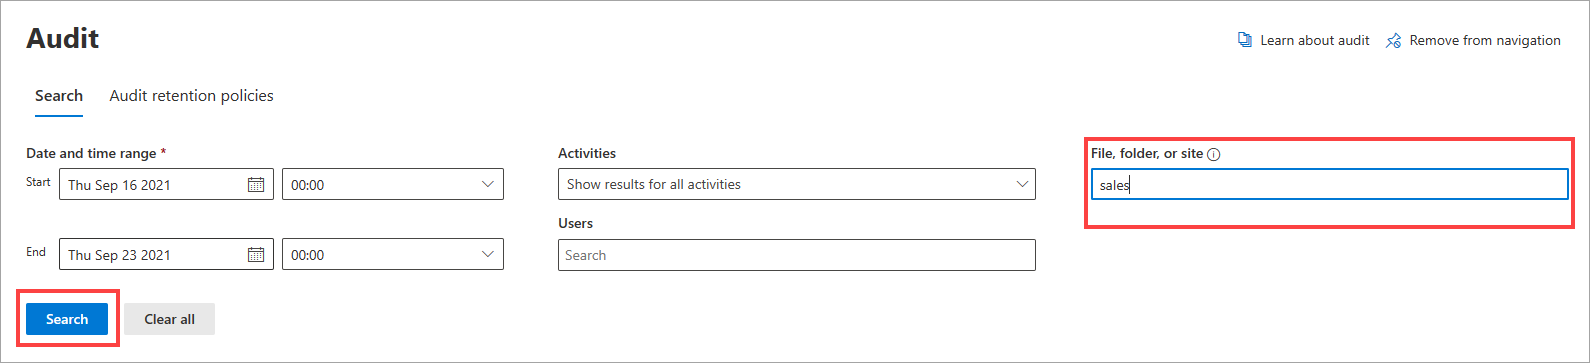 Audit
Learn about audit
Remove from navigation
Search
Audit retention policies
Date and time range *
Start
Thu Sep 16 2021
00:00
End
Thu Sep 23 2021
00:00
Activities
Show results for all activities
Users
Search
File, folder, or site
sales
Search
Clear all